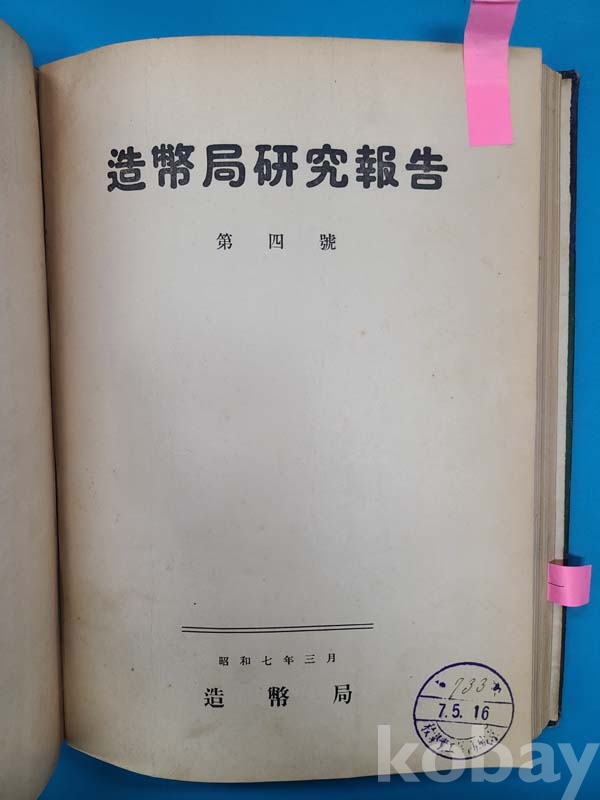 造幣局研究報告
第四號
昭和七年三月
造幣局
733
7.5.16
kobay